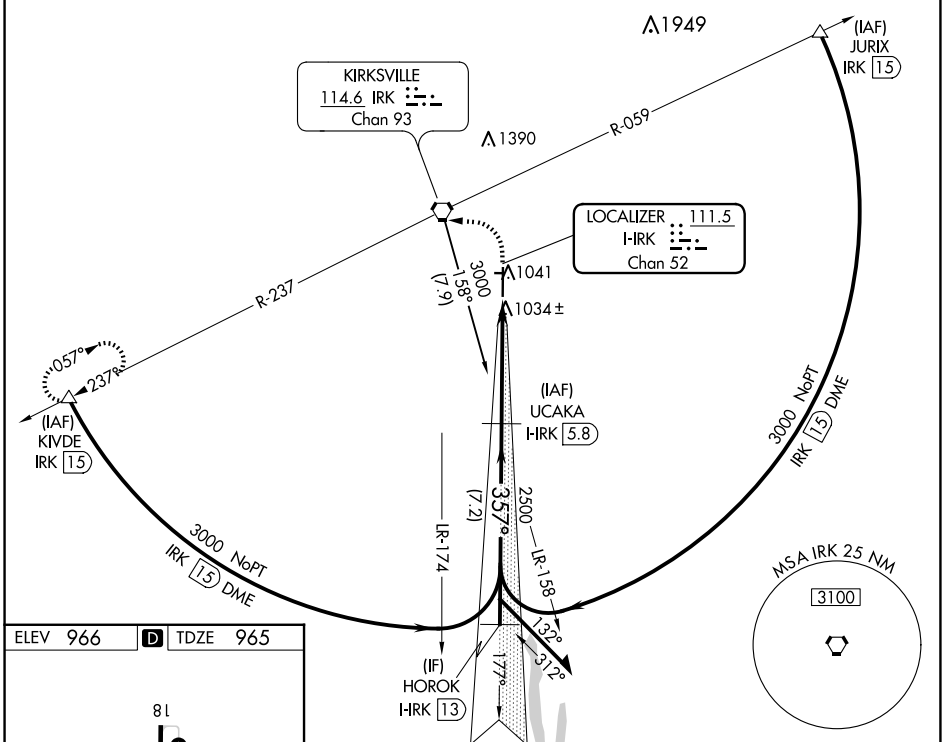 1949
(IAF)
JURIX
IRK 15
KIRKSVILLE
114.6 IRK
Chan 93
1390
R-059
LOCALIZER 111.5
I-IRK
Chan 52
1041
1034 ±
3000
158°
(7.9)
R-237
057°
237°
(IAF)
KIVDE
IRK 15
(IAF)
UCAKA
I-IRK 5.8
3000 NoPT
IRK 15 DME
3000 NoPT
IRK 15 DME
LR-174
(7.2)
357°
2500
LR-158
132°
312°
177°
(IF)
HOROK
I-IRK 13
MSA IRK 25 NM
3100
ELEV 966 D TDZE 965
18